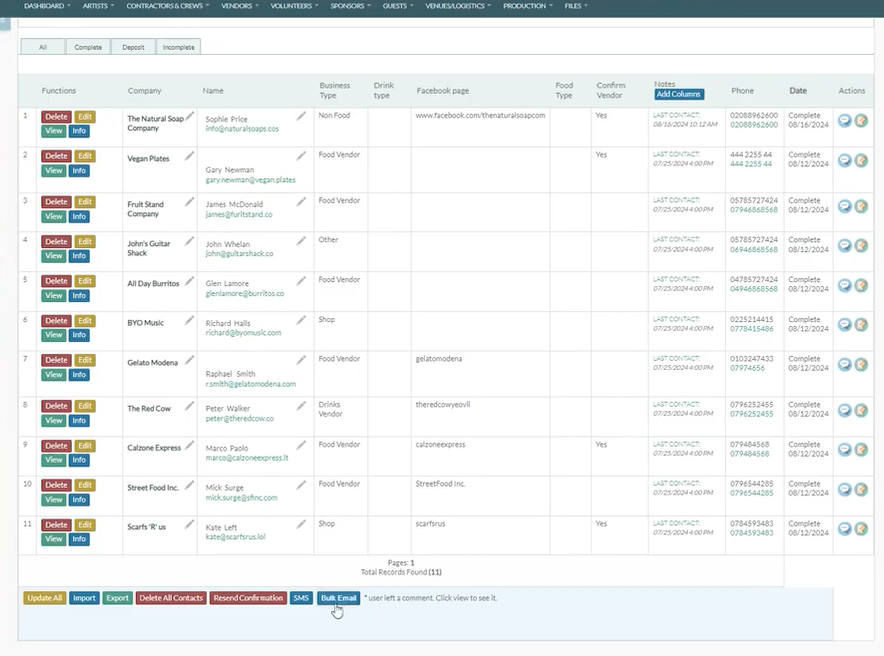 DASHBOARD ARTISTS CONTRACTORS & CREWS VENDORS VOLUNTEERS SPONSORS GUESTS VENUES/LOGISTICS PRODUCTION FILES
All Complete Deposit Incomplete
Functions Company Name Business Type Drink type Facebook page Food Type Confirm Vendor Notes Add Columns Phone Date Actions
1 Delete Edit The Natural Soap Company Sophie Price Non Food www.facebook.com/thenaturalsoapcom Yes LAST CONTACT: 02088962600 Complete
View Info info@naturalsoaps.cos 08/16/2024 10:12 AM 02088962600 08/16/2024
2 Delete Edit Vegan Plates Gary Newman Food Vendor Yes LAST CONTACT: 444 2255 44 Complete
View Info gary.newman@vegan.plates 07/25/2024 4:00 PM 444 2255 44 08/12/2024
3 Delete Edit Fruit Stand Company James McDonald Food Vendor LAST CONTACT: 05785727424 Complete
View Info james@furitstand.co 07/25/2024 4:00 PM 07946868568 08/12/2024
4 Delete Edit John's Guitar Shack John Whelan Other LAST CONTACT: 05785727424 Complete
View Info john@guitarshack.co 07/25/2024 4:00 PM 06946868568 08/12/2024
5 Delete Edit All Day Burritos Glen Lamore Food Vendor LAST CONTACT: 04785727424 Complete
View Info glenlamore@burritos.co 07/25/2024 4:00 PM 04946868568 08/12/2024
6 Delete Edit BYO Music Richard Halls Shop LAST CONTACT: 0225214415 Complete
View Info richard@byomusic.com 07/25/2024 4:00 PM 0778415486 08/12/2024
7 Delete Edit Gelato Modena Raphael Smith Food Vendor gelatomodena LAST CONTACT: 0103247433 Complete
View Info r.smith@gelatomodena.com 07/25/2024 4:00 PM 07974656 08/12/2024
8 Delete Edit The Red Cow Peter Walker Drinks Vendor theredcowyeovil LAST CONTACT: 0796252455 Complete
View Info peter@theredcow.co 07/25/2024 4:00 PM 0796252455 08/12/2024
9 Delete Edit Calzone Express Marco Paolo Food Vendor calzoneexpress Yes LAST CONTACT: 079484568 Complete
View Info marco@calzoneexpress.it 07/25/2024 4:00 PM 079484568 08/12/2024
10 Delete Edit Street Food Inc. Mick Surge Food Vendor StreetFood Inc. LAST CONTACT: 0796544285 Complete
View Info mick.surge@sfinc.com 07/25/2024 4:00 PM 0796544285 08/12/2024
11 Delete Edit Scarfs 'R' us Kate Left Shop scarfsrus Yes LAST CONTACT: 0784593483 Complete
View Info kate@scarfsrus.lol 07/25/2024 4:00 PM 0784593483 08/12/2024
Pages: 1
Total Records Found (11)
Update All Import Export Delete All Contacts Resend Confirmation SMS Bulk Email * user left a comment. Click view to see it.